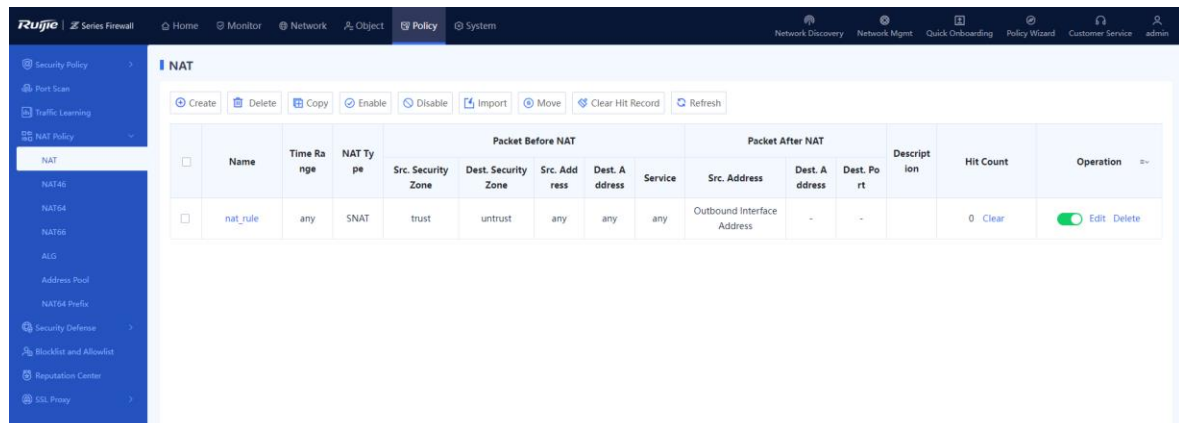 Ruijie | Z Series Firewall
Home Monitor Network Object Policy System
Network Discovery Network Mgmt Quick Onboarding Policy Wizard Customer Service admin
Security Policy
Port Scan
Traffic Learning
NAT Policy
NAT
NAT46
NAT64
NAT66
ALG
Address Pool
NAT64 Prefix
Security Defense
Blocklist and Allowlist
Reputation Center
SSL Proxy
NAT
Create Delete Copy Enable Disable Import Move Clear Hit Record Refresh
Packet Before NAT Packet After NAT
Name Time Ra NAT Ty Descript Hit Count Operation
nge pe ion
Src. Security Dest. Security Src. Add Dest. A Service Src. Address Dest. A Dest. Po
Zone Zone ress ddress ddress rt
nat_rule any SNAT trust untrust any any any Outbound Interface - - 0 Clear Edit Delete
Address